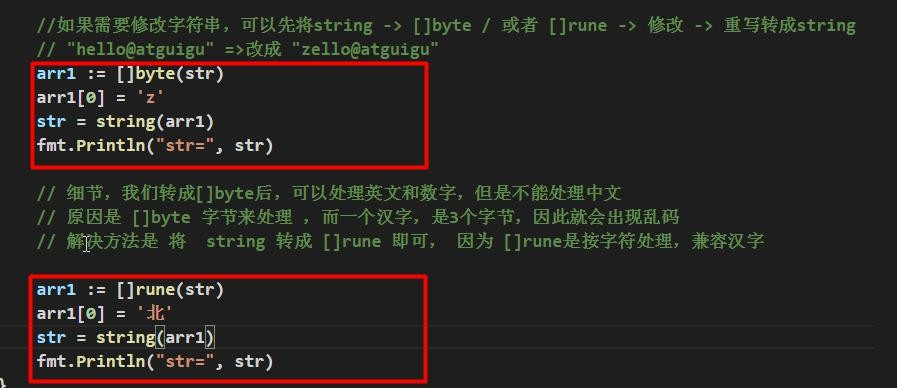 //如果需要修改字符串，可以先将string -> []byte / 或者 []rune -> 修改 -> 重写转成string
// "hello@atguigu" =>改成 "zello@atguigu"
arr1 := []byte(str)
arr1[0] = 'z'
str = string(arr1)
fmt.Println("str=", str)
// 细节，我们转成[]byte后，可以处理英文和数字，但是不能处理中文
// 原因是 []byte 字节来处理 ，而一个汉字，是3个字节，因此就会出现乱码
// 解决方法是 将  string 转成 []rune 即可， 因为 []rune是按字符处理，兼容汉字
arr1 := []rune(str)
arr1[0] = '北'
str = string(arr1)
fmt.Println("str=", str)
}